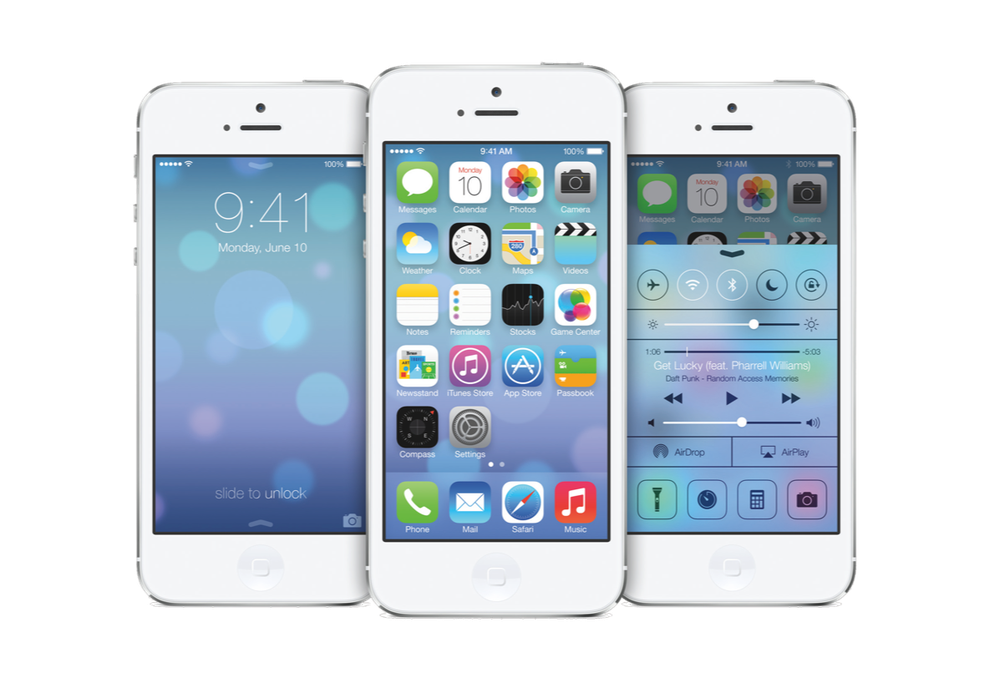 100%
9:41
Monday, June 10
slide to unlock
9:41 AM 100%
Monday
10
280
Messages Calendar Photos Camera
Weather Clock Maps Videos
Notes Reminders Stocks Game Center
Newsstand iTunes Store App Store Passbook
Compass Settings
Phone Mail Safari Music
9:41 AM 100%
Monday
10
Messages Calendar Photos Camera
1:06 -5:03
Get Lucky (feat. Pharrell Williams)
Daft Punk - Random Access Memories
AirDrop AirPlay